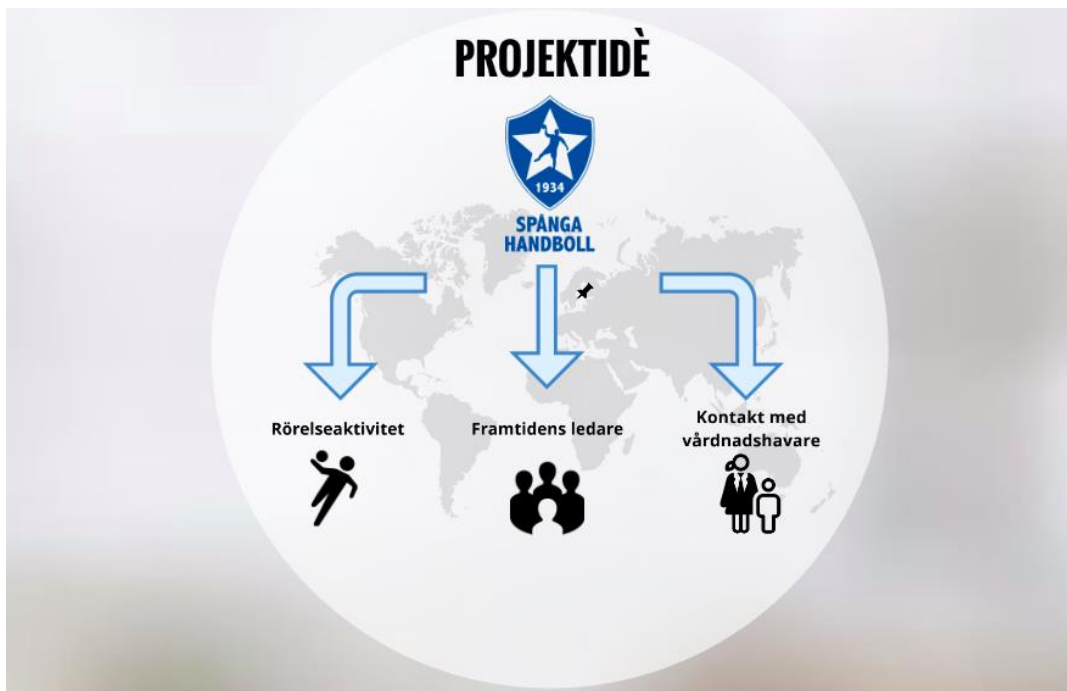 PROJEKTIDÈ
1934
SPÅNGA
HANDBOLL
Rörelseaktivitet
Framtidens ledare
Kontakt med
vårdnadshavare